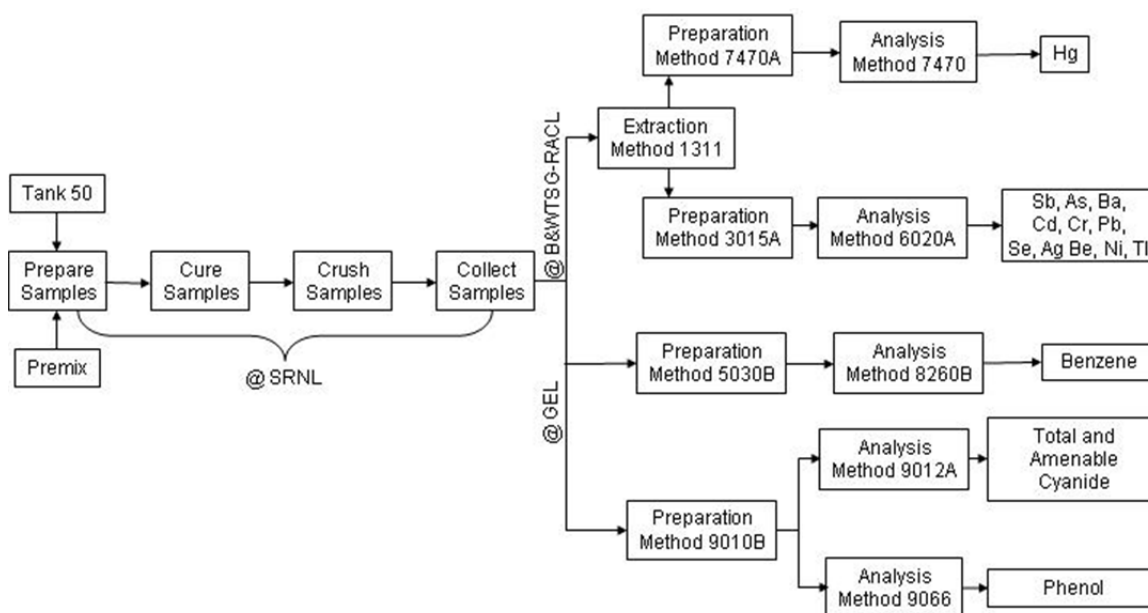 Tank 50
Prepare
Samples
Premix
Cure
Samples
Crush
Samples
Collect
Samples
@ SRNL
@ B&WTSG-RACL
@ GEL
Extraction
Method 1311
Preparation
Method 7470A
Analysis
Method 7470
Hg
Preparation
Method 3015A
Analysis
Method 6020A
Sb, As, Ba,
Cd, Cr, Pb,
Se, Ag Be, Ni, Tl
Preparation
Method 5030B
Analysis
Method 8260B
Benzene
Preparation
Method 9010B
Analysis
Method 9012A
Total and
Amenable
Cyanide
Analysis
Method 9066
Phenol